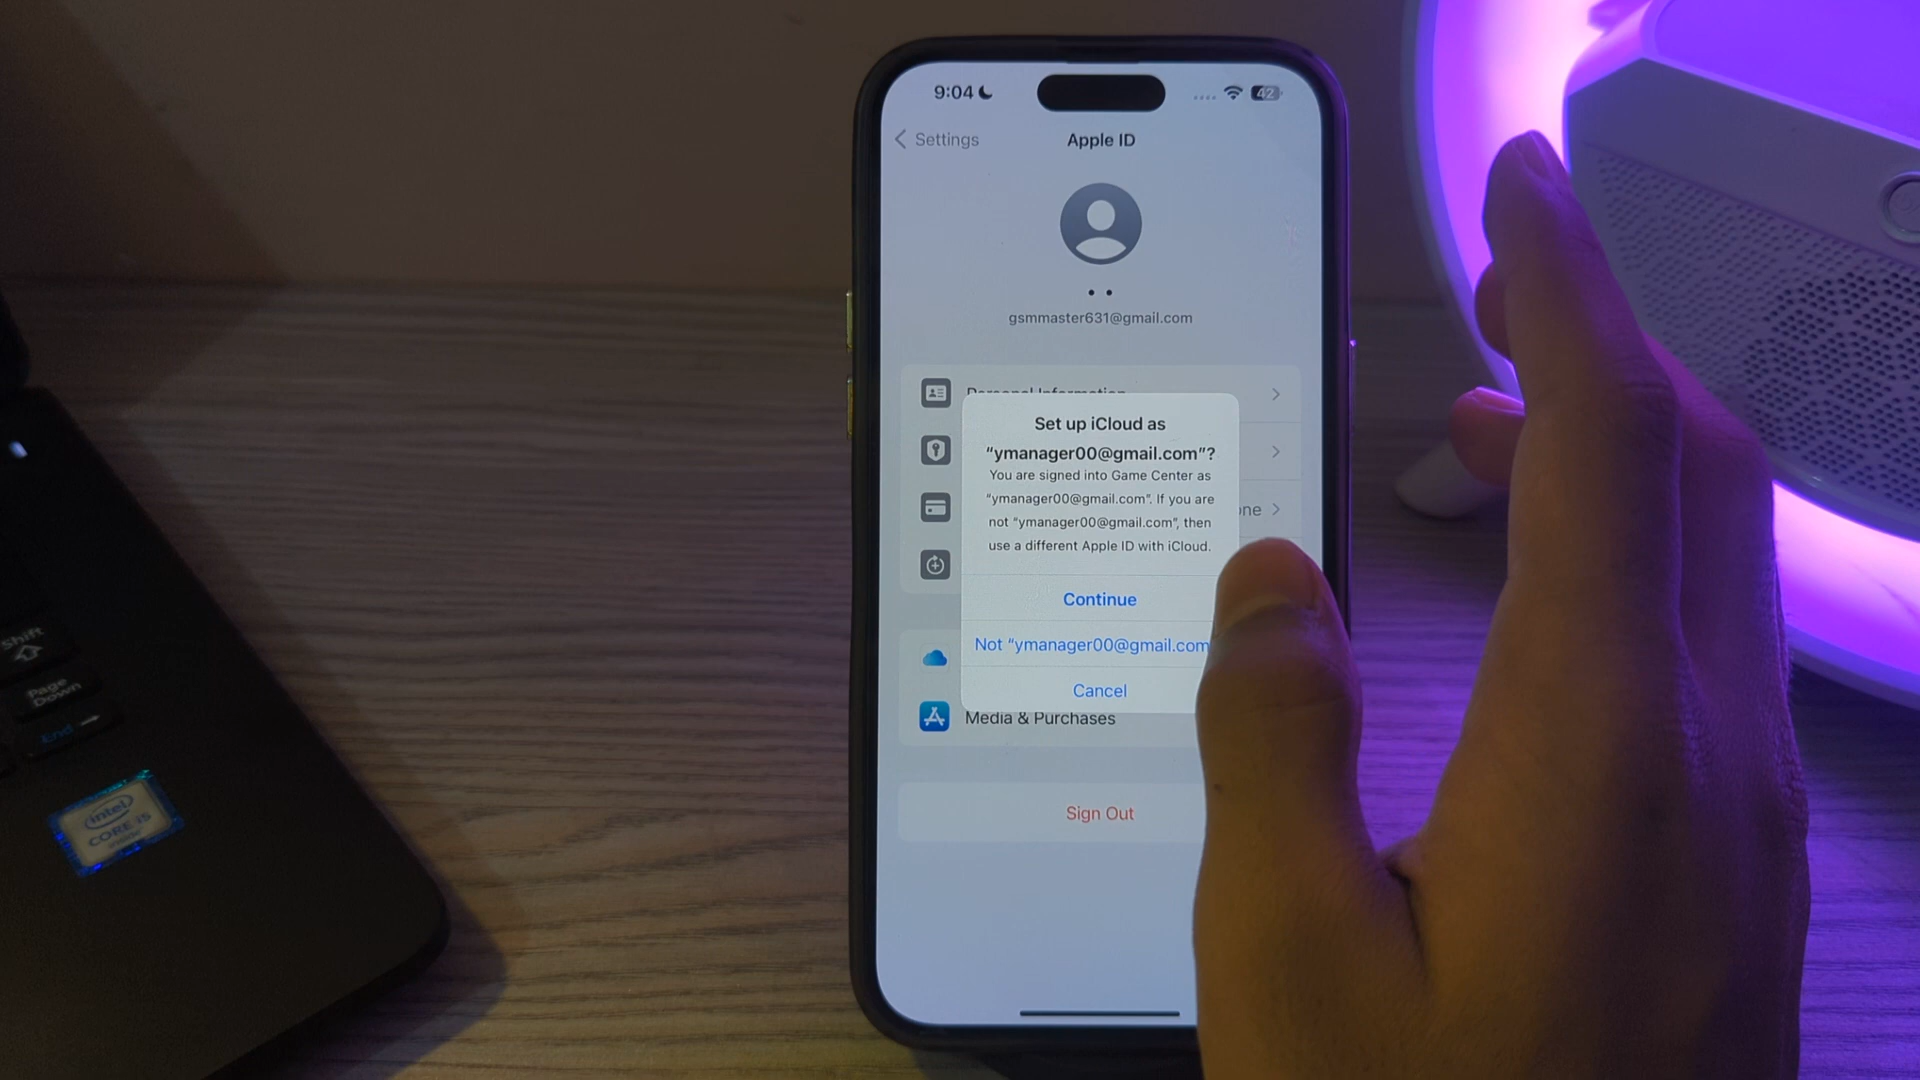 9:04
42
Settings
Apple ID
gsmmaster631@gmail.com
Personal Information
Set up iCloud as
“ymanager00@gmail.com”?
You are signed into Game Center as
“ymanager00@gmail.com”. If you are
not “ymanager00@gmail.com”, then
use a different Apple ID with iCloud.
one
Continue
Not “ymanager00@gmail.com
Cancel
Media & Purchases
Sign Out
Shift
Page
Down
End
intel
CORE i5
inside